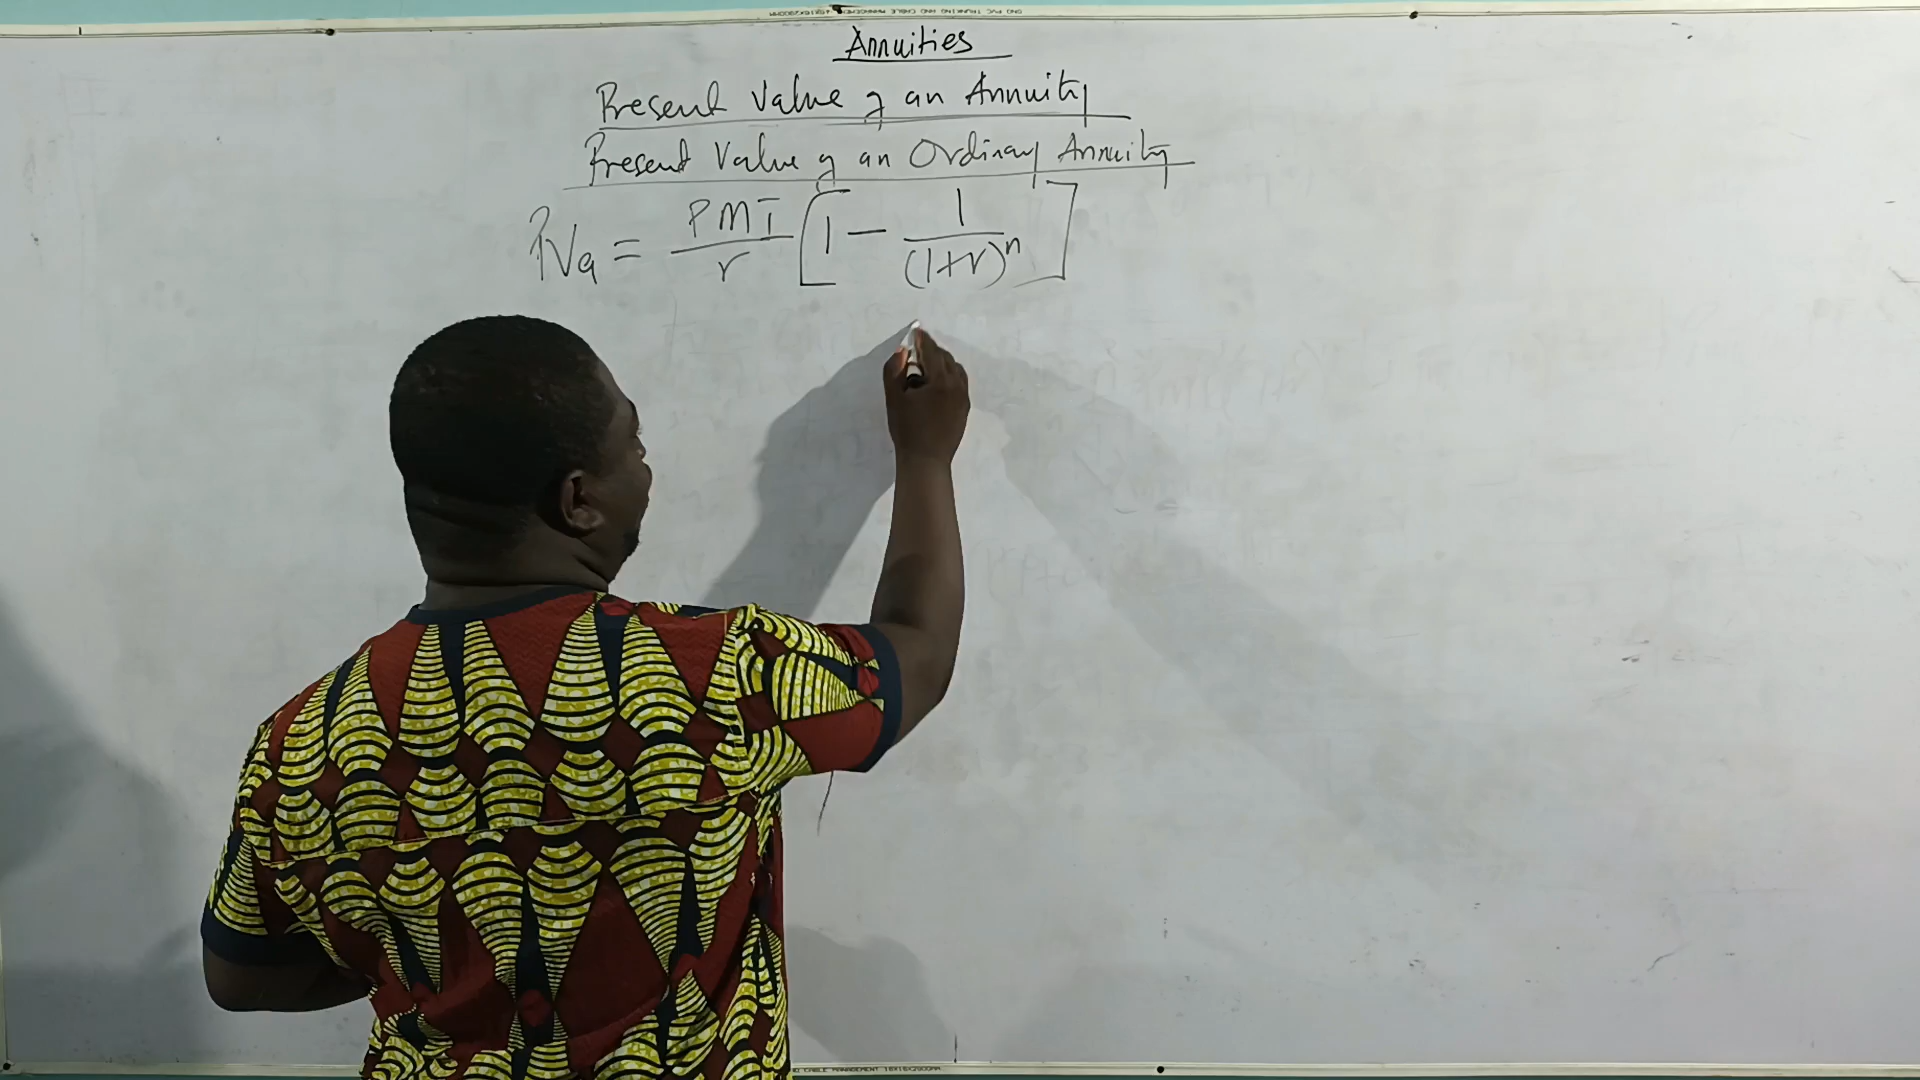 Annuities
Present Value of an Annuity
Present Value of an Ordinary Annuity
PVa = PMT/r [1 - 1/(1+r)^n]